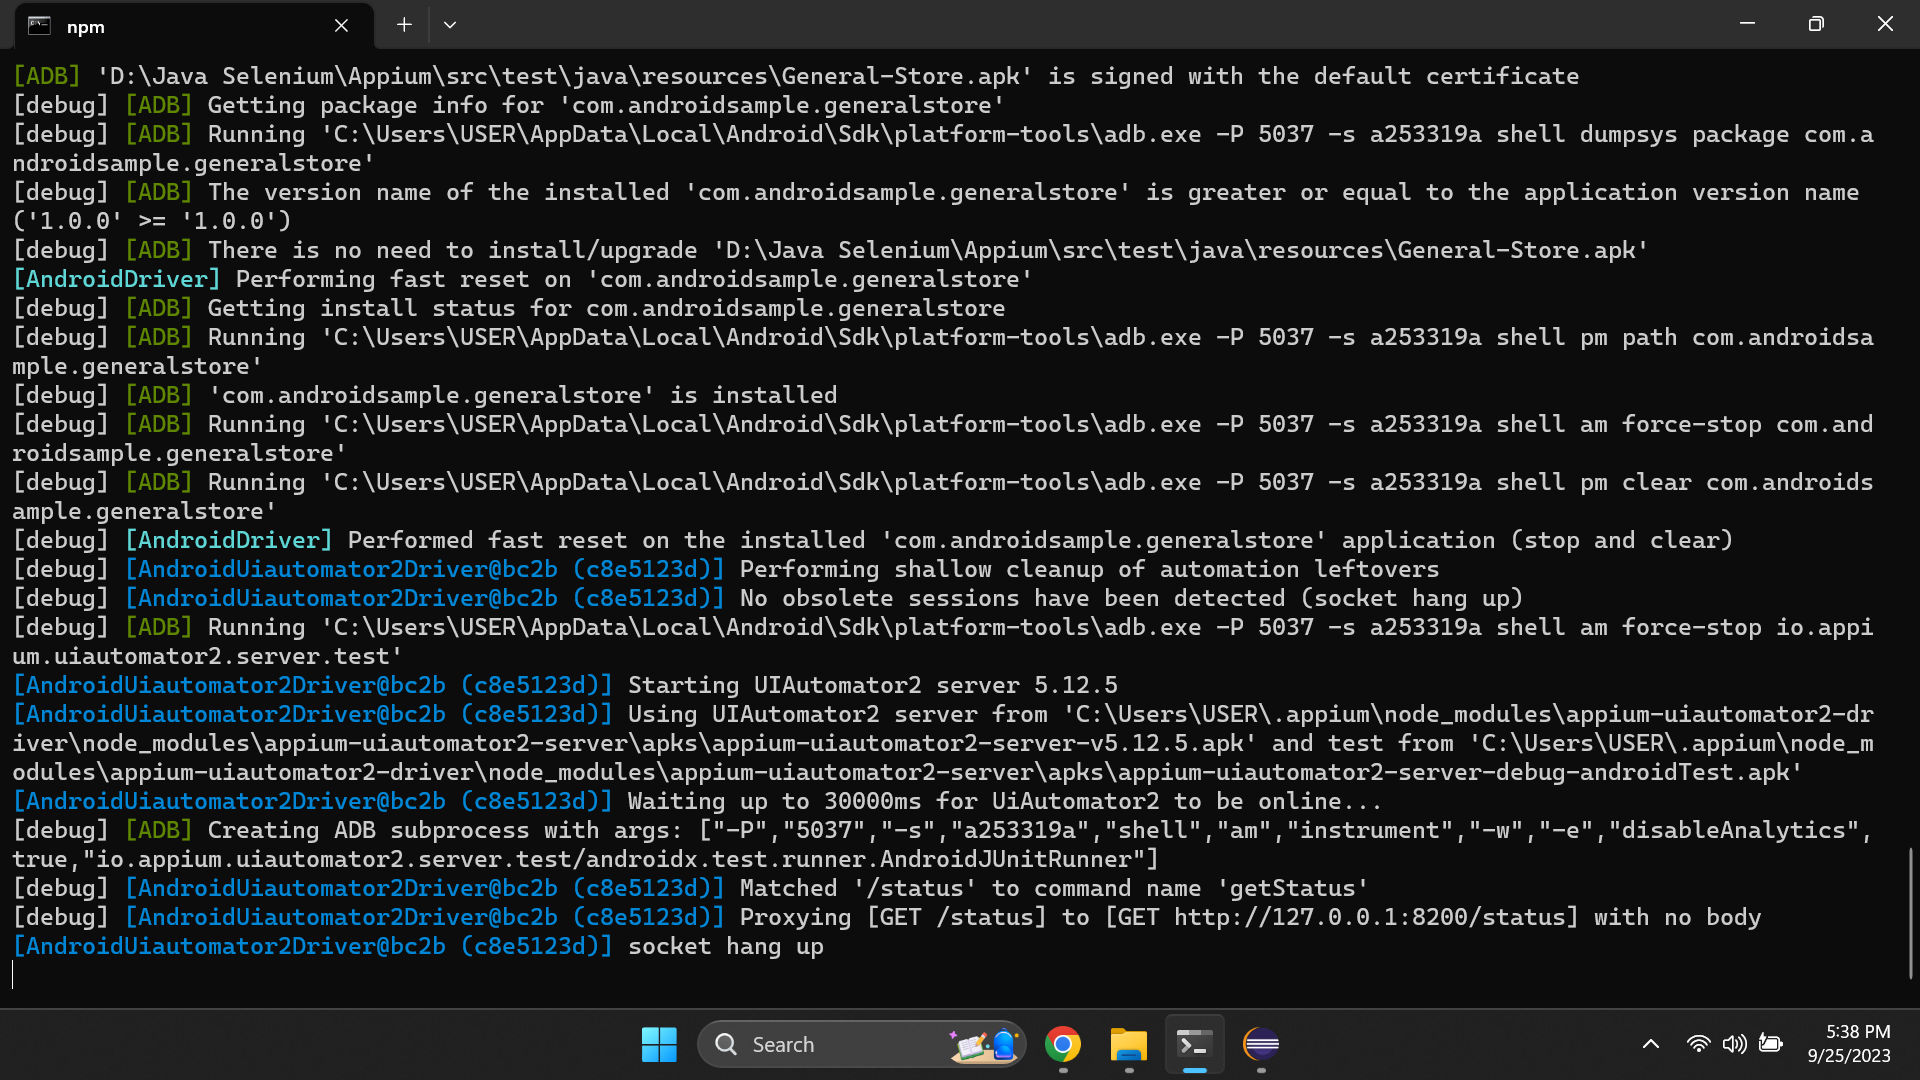 npm
[ADB] 'D:\Java Selenium\Appium\src\test\java\resources\General-Store.apk' is signed with the default certificate
[debug] [ADB] Getting package info for 'com.androidsample.generalstore'
[debug] [ADB] Running 'C:\Users\USER\AppData\Local\Android\Sdk\platform-tools\adb.exe -P 5037 -s a253319a shell dumpsys package com.a
ndroidsample.generalstore'
[debug] [ADB] The version name of the installed 'com.androidsample.generalstore' is greater or equal to the application version name
('1.0.0' >= '1.0.0')
[debug] [ADB] There is no need to install/upgrade 'D:\Java Selenium\Appium\src\test\java\resources\General-Store.apk'
[AndroidDriver] Performing fast reset on 'com.androidsample.generalstore'
[debug] [ADB] Getting install status for com.androidsample.generalstore
[debug] [ADB] Running 'C:\Users\USER\AppData\Local\Android\Sdk\platform-tools\adb.exe -P 5037 -s a253319a shell pm path com.androidsa
mple.generalstore'
[debug] [ADB] 'com.androidsample.generalstore' is installed
[debug] [ADB] Running 'C:\Users\USER\AppData\Local\Android\Sdk\platform-tools\adb.exe -P 5037 -s a253319a shell am force-stop com.and
roidsample.generalstore'
[debug] [ADB] Running 'C:\Users\USER\AppData\Local\Android\Sdk\platform-tools\adb.exe -P 5037 -s a253319a shell pm clear com.androids
ample.generalstore'
[debug] [AndroidDriver] Performed fast reset on the installed 'com.androidsample.generalstore' application (stop and clear)
[debug] [AndroidUiautomator2Driver@bc2b (c8e5123d)] Performing shallow cleanup of automation leftovers
[debug] [AndroidUiautomator2Driver@bc2b (c8e5123d)] No obsolete sessions have been detected (socket hang up)
[debug] [ADB] Running 'C:\Users\USER\AppData\Local\Android\Sdk\platform-tools\adb.exe -P 5037 -s a253319a shell am force-stop io.appi
um.uiautomator2.server.test'
[AndroidUiautomator2Driver@bc2b (c8e5123d)] Starting UIAutomator2 server 5.12.5
[AndroidUiautomator2Driver@bc2b (c8e5123d)] Using UIAutomator2 server from 'C:\Users\USER\.appium\node_modules\appium-uiautomator2-dr
iver\node_modules\appium-uiautomator2-server\apks\appium-uiautomator2-server-v5.12.5.apk' and test from 'C:\Users\USER\.appium\node_m
odules\appium-uiautomator2-driver\node_modules\appium-uiautomator2-server\apks\appium-uiautomator2-server-debug-androidTest.apk'
[AndroidUiautomator2Driver@bc2b (c8e5123d)] Waiting up to 30000ms for UiAutomator2 to be online...
[debug] [ADB] Creating ADB subprocess with args: ["-P","5037","-s","a253319a","shell","am","instrument","-w","-e","disableAnalytics",
true,"io.appium.uiautomator2.server.test/androidx.test.runner.AndroidJUnitRunner"]
[debug] [AndroidUiautomator2Driver@bc2b (c8e5123d)] Matched '/status' to command name 'getStatus'
[debug] [AndroidUiautomator2Driver@bc2b (c8e5123d)] Proxying [GET /status] to [GET http://127.0.0.1:8200/status] with no body
[AndroidUiautomator2Driver@bc2b (c8e5123d)] socket hang up
Search
5:38 PM
9/25/2023